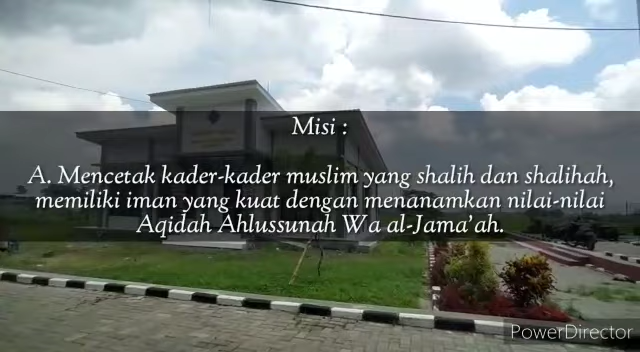 Misi :
A. Mencetak kader-kader muslim yang shalih dan shalihah,
memiliki iman yang kuat dengan menanamkan nilai-nilai
Aqidah Ahlussunah Wa al-Jama'ah.
PowerDirector